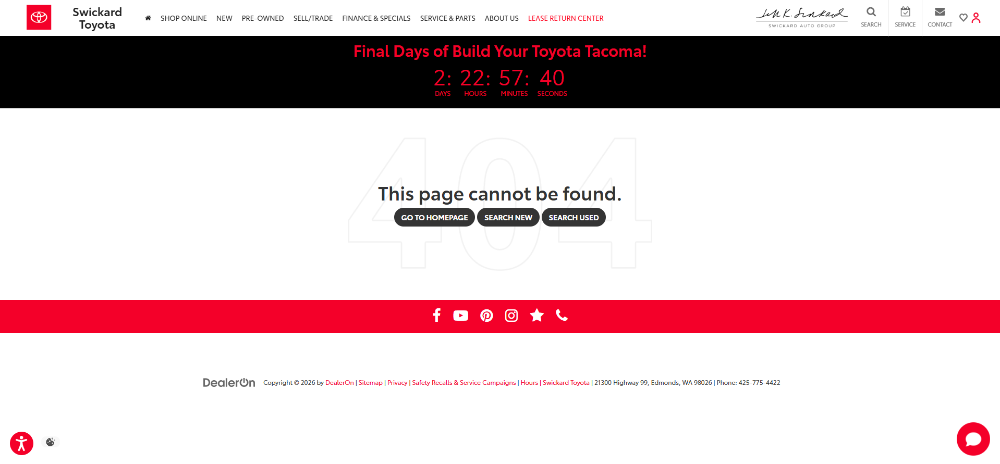 Swickard
Toyota
SHOP ONLINE NEW PRE-OWNED SELL/TRADE FINANCE & SPECIALS SERVICE & PARTS ABOUT US LEASE RETURN CENTER
SWICKARD AUTO GROUP
SEARCH SERVICE CONTACT
Final Days of Build Your Toyota Tacoma!
2: 22: 57: 40
DAYS HOURS MINUTES SECONDS
404
This page cannot be found.
GO TO HOMEPAGE SEARCH NEW SEARCH USED
DealerOn Copyright © 2026 by DealerOn | Sitemap | Privacy | Safety Recalls & Service Campaigns | Hours | Swickard Toyota | 21300 Highway 99, Edmonds, WA 98026 | Phone: 425-775-4422